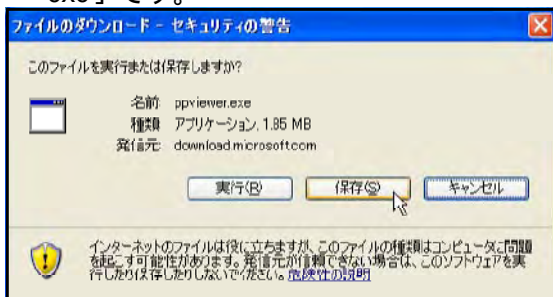 exe」です。
ファイルのダウンロード - セキュリティの警告
このファイルを実行または保存しますか?
名前 ppviewer.exe
種類 アプリケーション, 1.85 MB
発信元 download.microsoft.com
実行(R) 保存(S) キャンセル
インターネットのファイルは役に立ちますが、このファイルの種類はコンピュータに問題
を起こす可能性があります。発信元が信頼できない場合は、このソフトウェアを実
行したり保存したりしないでください。危険性の説明